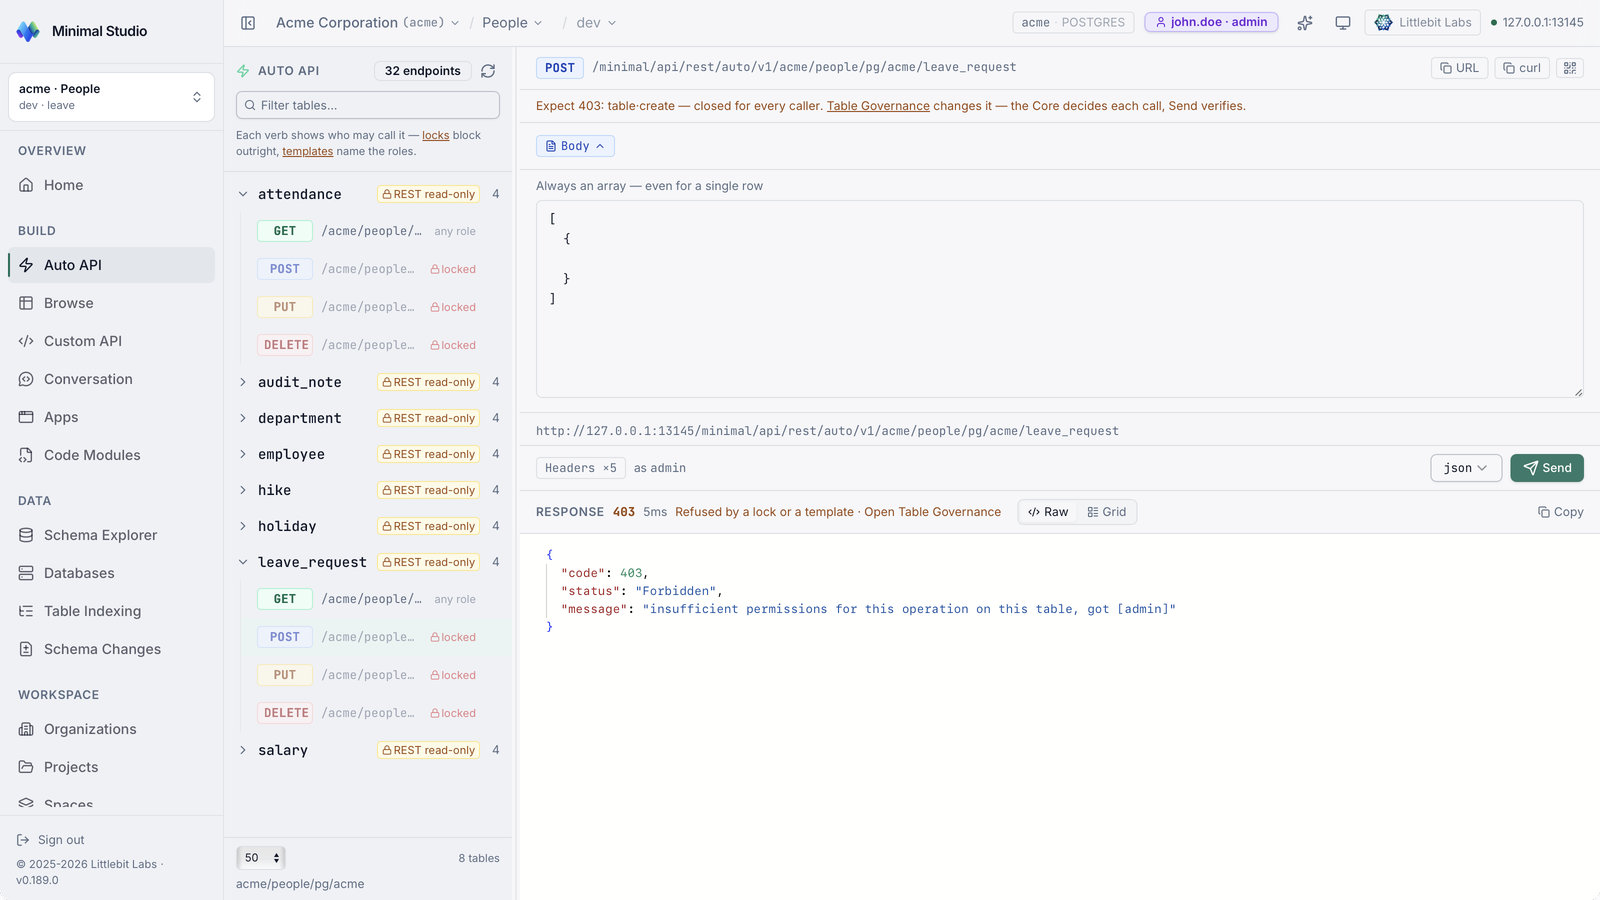 Minimal Studio
acme · People
dev · leave
OVERVIEW
Home
BUILD
Auto API
Browse
Custom API
Conversation
Apps
Code Modules
DATA
Schema Explorer
Databases
Table Indexing
Schema Changes
WORKSPACE
Organizations
Projects
Spaces
Sign out
© 2025-2026 Littlebit Labs ·
v0.189.0
Acme Corporation (acme) / People / dev
acme · POSTGRES
john.doe · admin
Littlebit Labs
127.0.0.1:13145
AUTO API
32 endpoints
Filter tables...
Each verb shows who may call it — locks block
outright, templates name the roles.
attendance REST read-only 4
GET /acme/people/… any role
POST /acme/people… locked
PUT /acme/people… locked
DELETE /acme/people… locked
audit_note REST read-only 4
department REST read-only 4
employee REST read-only 4
hike REST read-only 4
holiday REST read-only 4
leave_request REST read-only 4
GET /acme/people/… any role
POST /acme/people… locked
PUT /acme/people… locked
DELETE /acme/people… locked
salary REST read-only 4
50
8 tables
acme/people/pg/acme
POST /minimal/api/rest/auto/v1/acme/people/pg/acme/leave_request
URL
curl
Expect 403: table·create — closed for every caller. Table Governance changes it — the Core decides each call, Send verifies.
Body
Always an array — even for a single row
[
{
}
]
http://127.0.0.1:13145/minimal/api/rest/auto/v1/acme/people/pg/acme/leave_request
Headers ×5 as admin
json
Send
RESPONSE 403 5ms Refused by a lock or a template · Open Table Governance
Raw
Grid
Copy
{
"code": 403,
"status": "Forbidden",
"message": "insufficient permissions for this operation on this table, got [admin]"
}